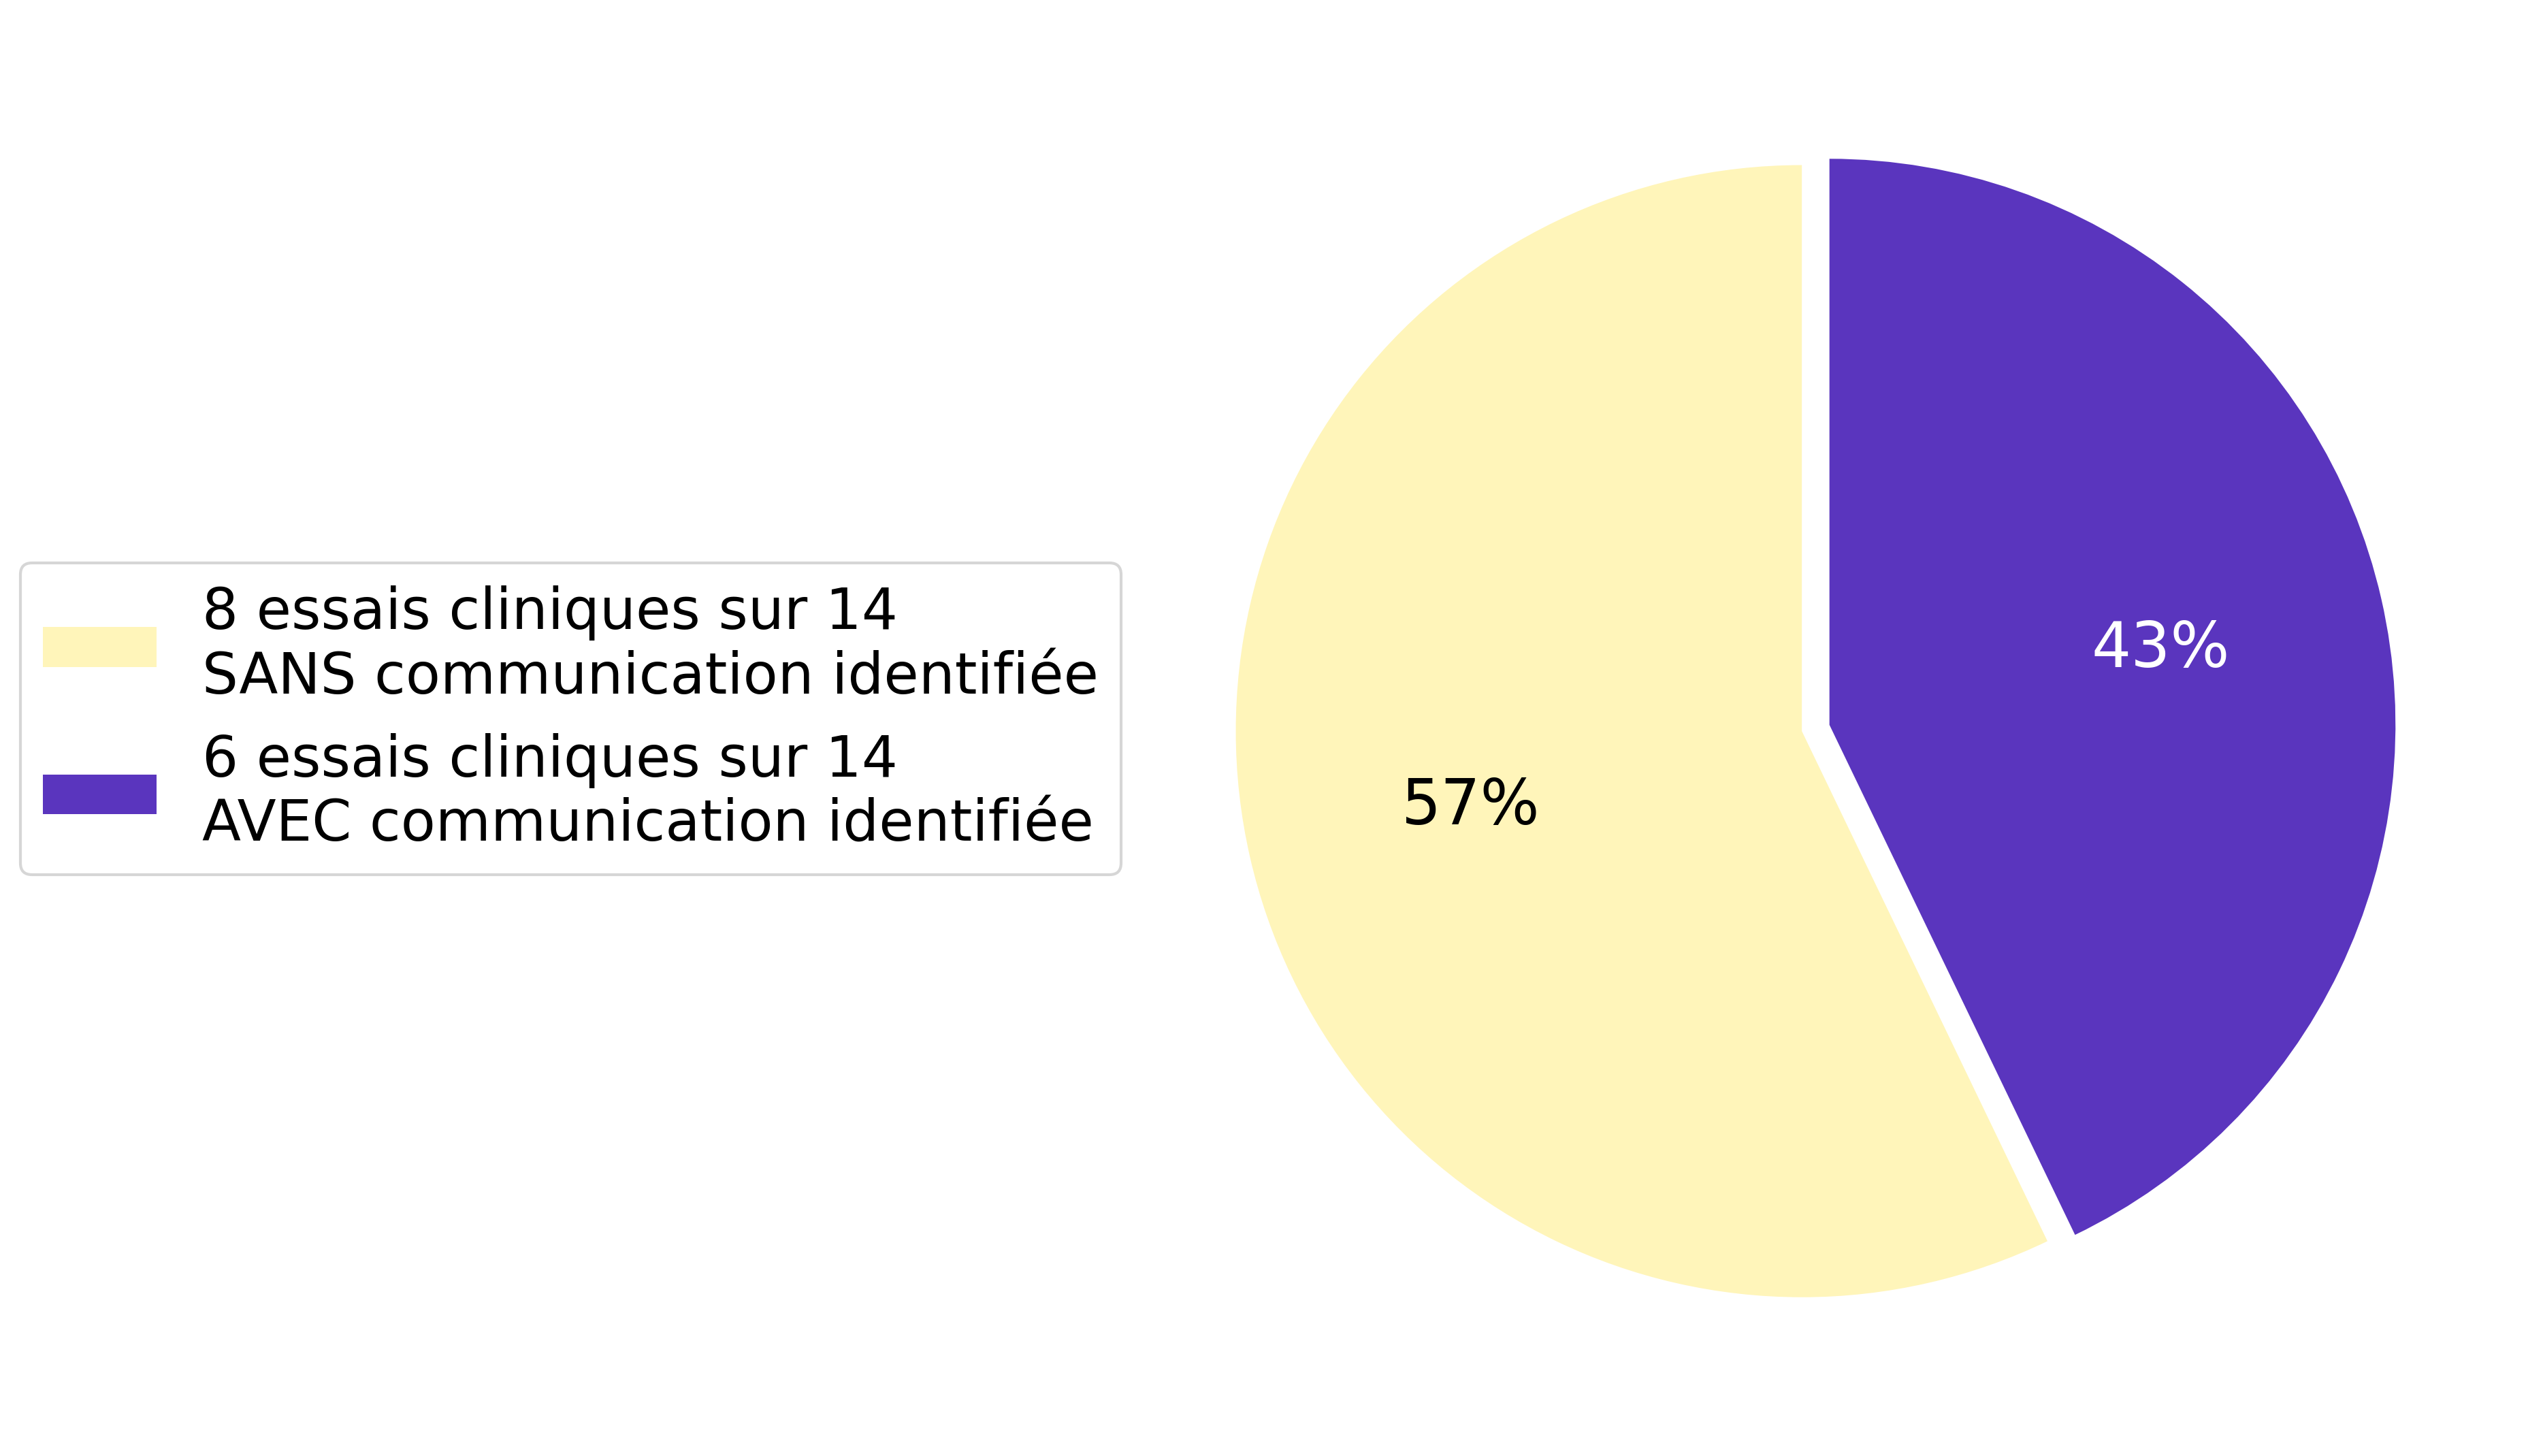 8 essais cliniques sur 14
SANS communication identifiée
6 essais cliniques sur 14
AVEC communication identifiée
43%
57%